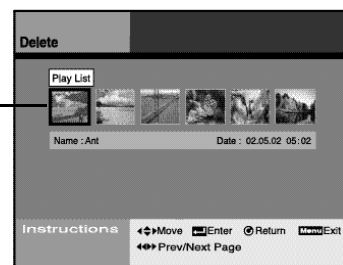 Delete
Play List
Name : Ant Date : 02.05.02 05:02
Instructions
Move Enter Return Menu Exit
Prev/Next Page